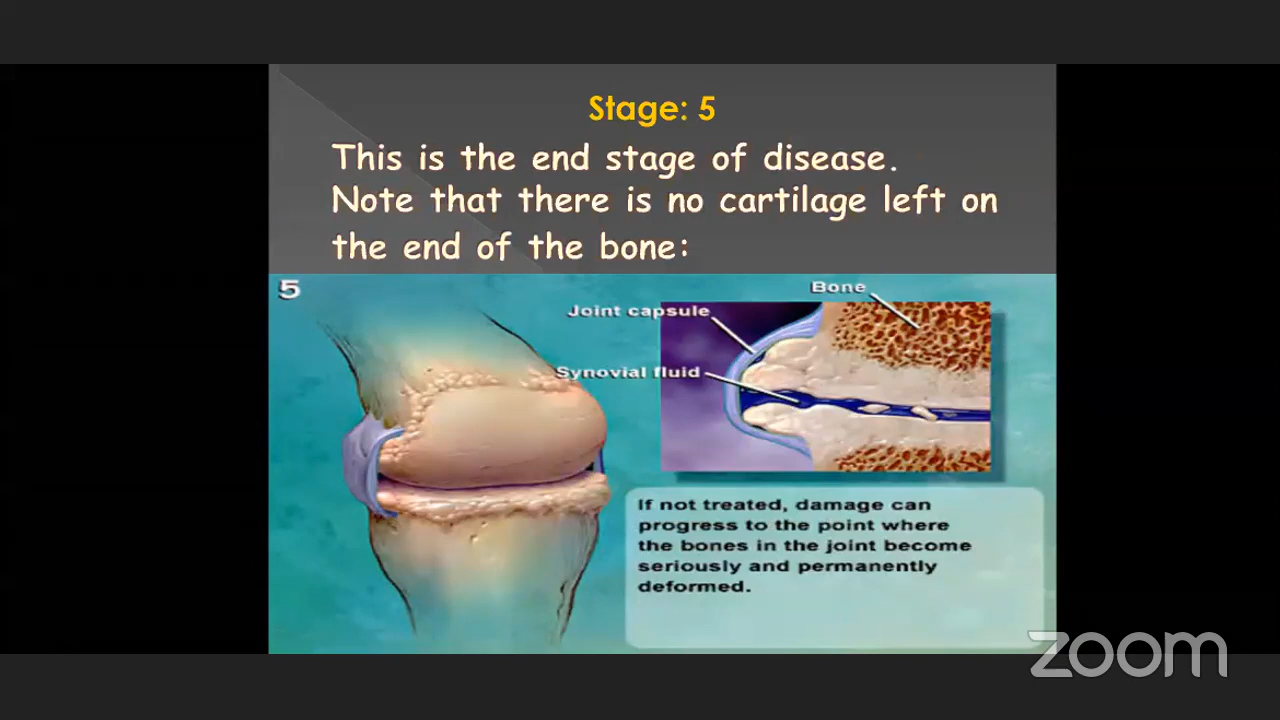 Stage: 5
This is the end stage of disease.
Note that there is no cartilage left on
the end of the bone:
5
Bone
Joint capsule
Synovial fluid
If not treated, damage can
progress to the point where
the bones in the joint become
seriously and permanently
deformed.
zoom